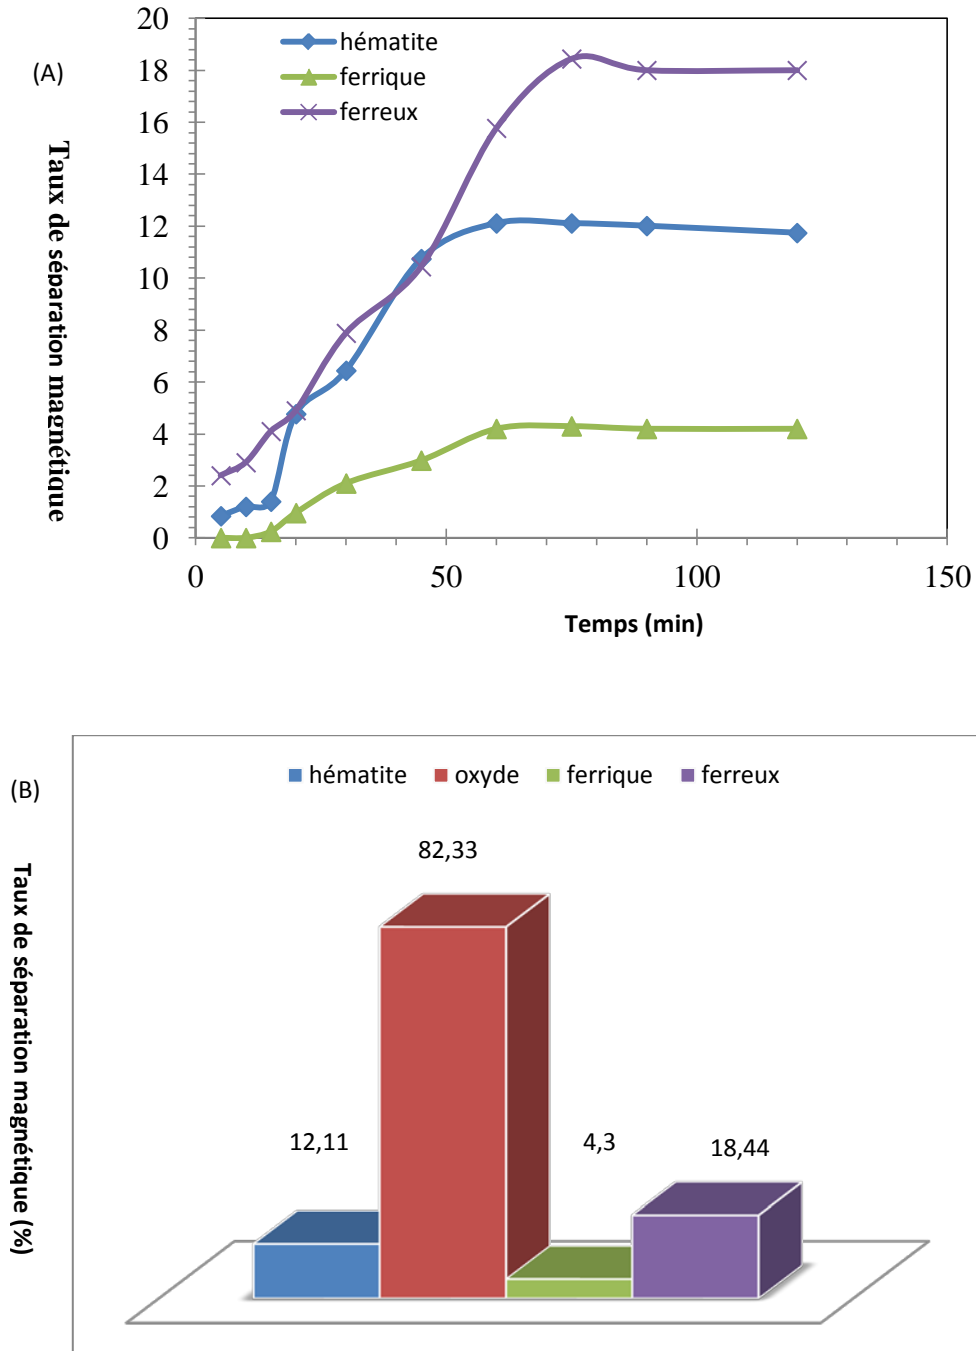 (A)
Taux de séparation magnétique
20
18
16
14
12
10
8
6
4
2
0
hématite
ferrique
ferreux
0 50 100 150
Temps (min)
(B)
Taux de séparation magnétique (%)
hématite oxyde ferrique ferreux
82,33
12,11
4,3
18,44